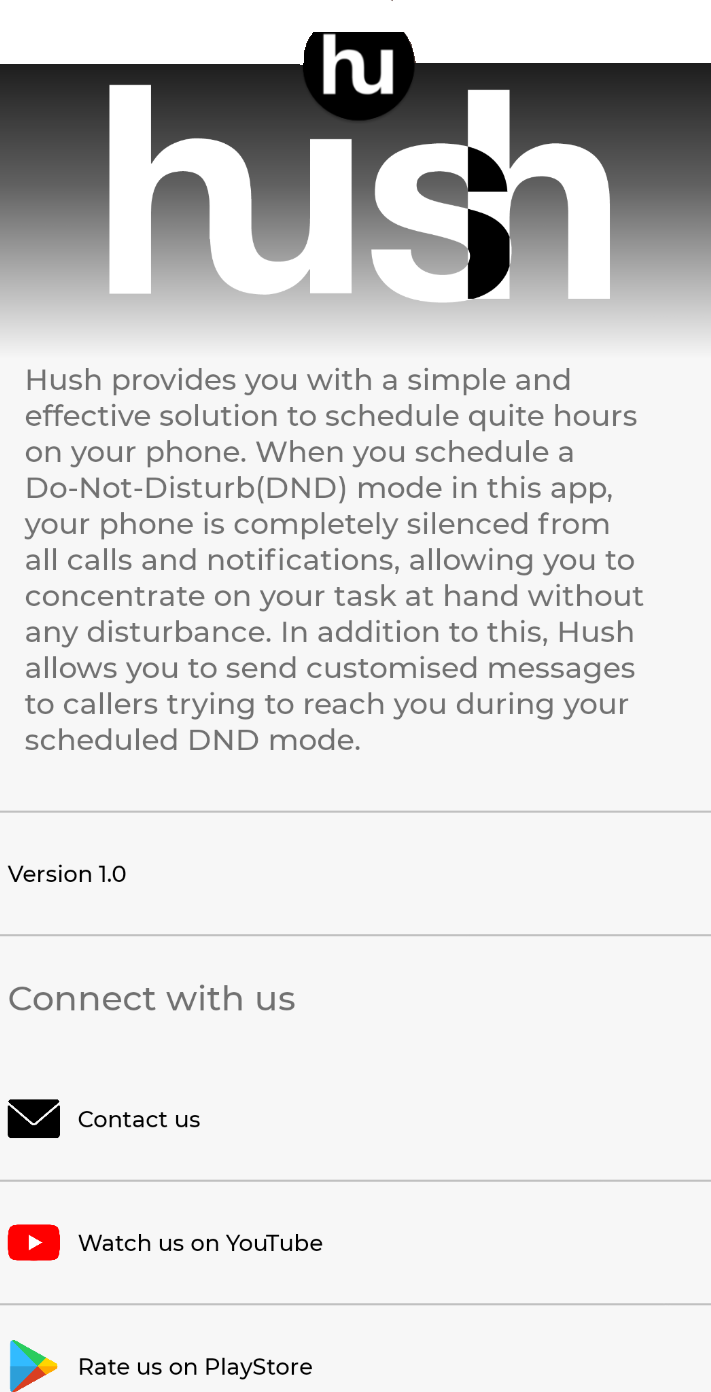 hu
hush
Hush provides you with a simple and
effective solution to schedule quite hours
on your phone. When you schedule a
Do-Not-Disturb(DND) mode in this app,
your phone is completely silenced from
all calls and notifications, allowing you to
concentrate on your task at hand without
any disturbance. In addition to this, Hush
allows you to send customised messages
to callers trying to reach you during your
scheduled DND mode.
Version 1.0
Connect with us
Contact us
Watch us on YouTube
Rate us on PlayStore